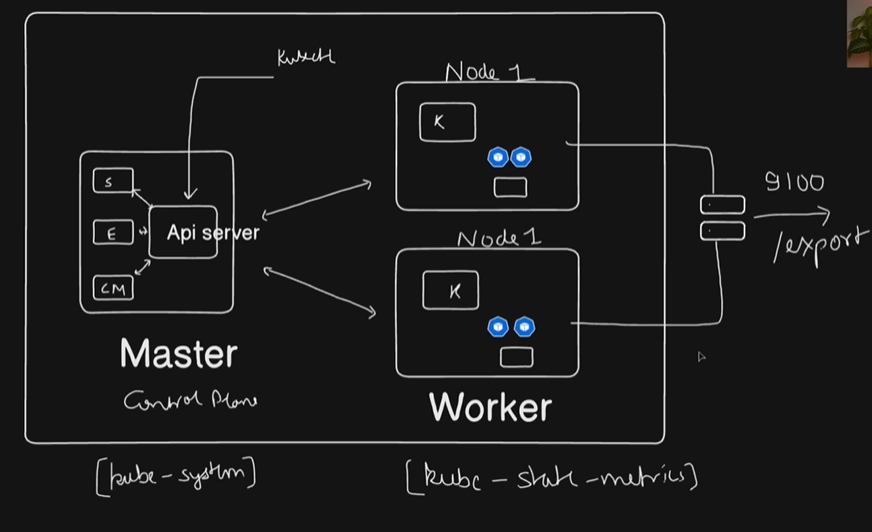 Kubectl
Node 1
K
S
E
CM
Api server
Node 1
K
9100
/export
Master
Control Plane
Worker
[kube-system]
[kube-state-metrics]